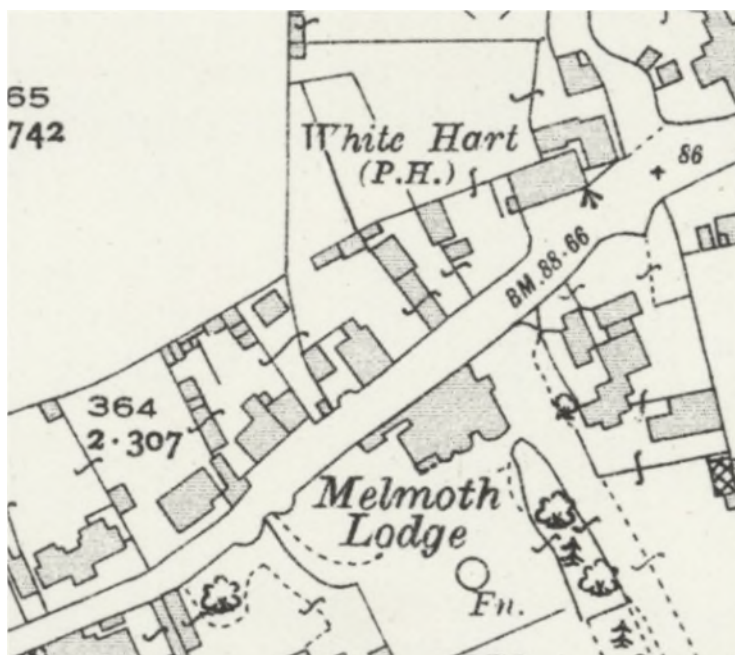 65
742
White Hart
(P.H.)
86
BM.88·66
364
2·307
Melmoth
Lodge
Fn.